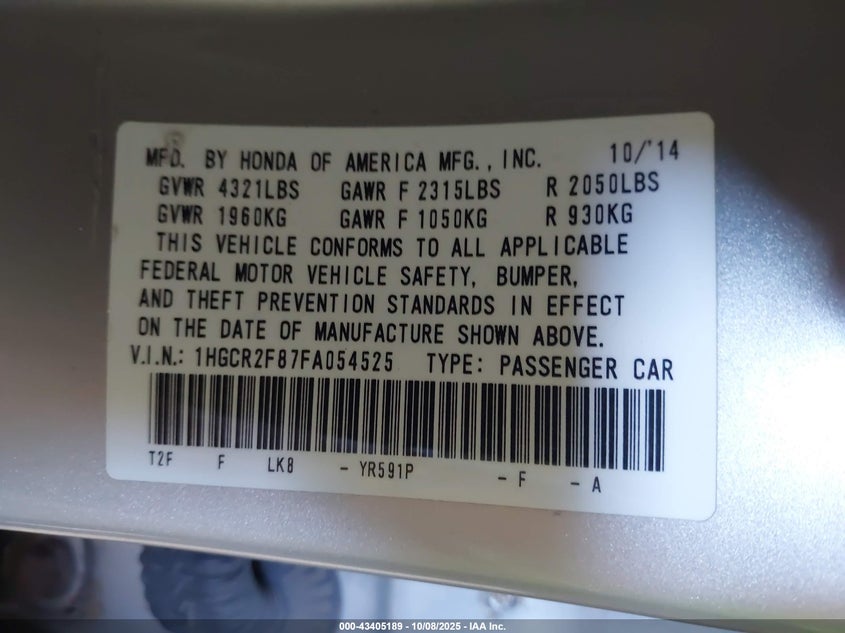 MFD. BY HONDA OF AMERICA MFG., INC. 10/'14
GVWR 4321LBS GAWR F 2315LBS R 2050LBS
GVWR 1960KG GAWR F 1050KG R 930KG
THIS VEHICLE CONFORMS TO ALL APPLICABLE
FEDERAL MOTOR VEHICLE SAFETY, BUMPER,
AND THEFT PREVENTION STANDARDS IN EFFECT
ON THE DATE OF MANUFACTURE SHOWN ABOVE.
V.I.N.: 1HGCR2F87FA054525 TYPE: PASSENGER CAR
T2F F LK8 - YR591P - F - A
000-43405189 - 10/08/2025 - IAA Inc.